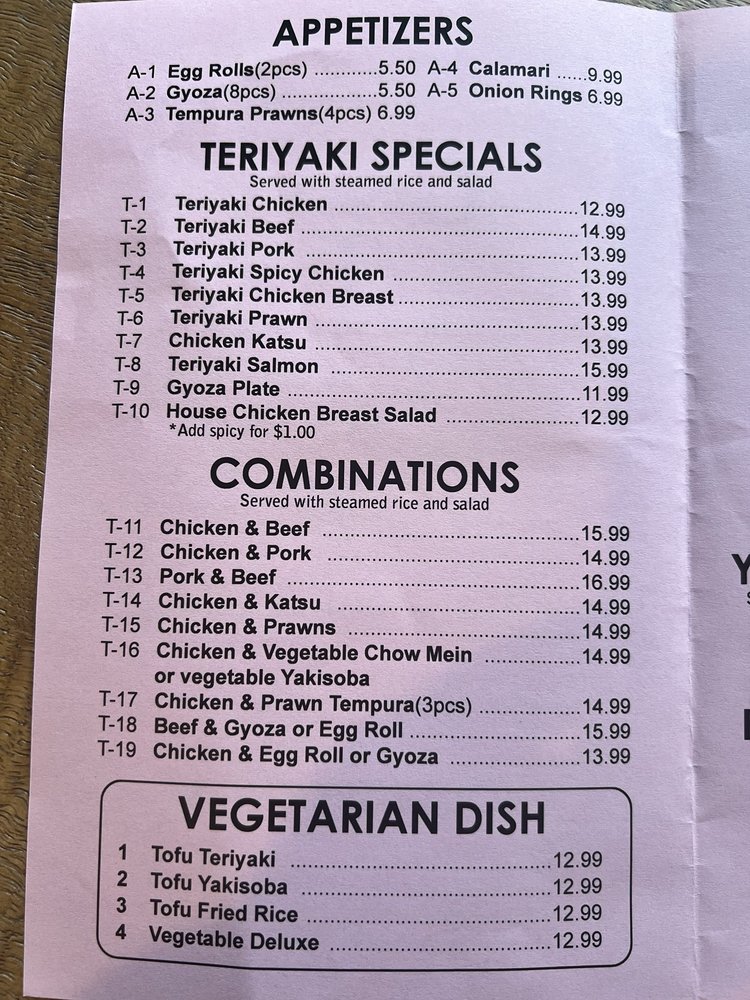 APPETIZERS
A-1 Egg Rolls(2pcs) ............5.50 A-4 Calamari ......9.99
A-2 Gyoza(8pcs) ..................5.50 A-5 Onion Rings 6.99
A-3 Tempura Prawns(4pcs) 6.99
TERIYAKI SPECIALS
Served with steamed rice and salad
T-1 Teriyaki Chicken ...............................................12.99
T-2 Teriyaki Beef .....................................................14.99
T-3 Teriyaki Pork ....................................................13.99
T-4 Teriyaki Spicy Chicken ....................................13.99
T-5 Teriyaki Chicken Breast ...................................13.99
T-6 Teriyaki Prawn ..................................................13.99
T-7 Chicken Katsu ..................................................13.99
T-8 Teriyaki Salmon ................................................15.99
T-9 Gyoza Plate .......................................................11.99
T-10 House Chicken Breast Salad .........................12.99
*Add spicy for $1.00
COMBINATIONS
Served with steamed rice and salad
T-11 Chicken & Beef .................................................15.99
T-12 Chicken & Pork ................................................14.99
T-13 Pork & Beef .......................................................16.99
T-14 Chicken & Katsu ..............................................14.99
T-15 Chicken & Prawns ............................................14.99
T-16 Chicken & Vegetable Chow Mein ..................14.99
or vegetable Yakisoba
T-17 Chicken & Prawn Tempura(3pcs) ...................14.99
T-18 Beef & Gyoza or Egg Roll ................................15.99
T-19 Chicken & Egg Roll or Gyoza .........................13.99
VEGETARIAN DISH
1 Tofu Teriyaki ..................................................12.99
2 Tofu Yakisoba ................................................12.99
3 Tofu Fried Rice ...............................................12.99
4 Vegetable Deluxe ...........................................12.99